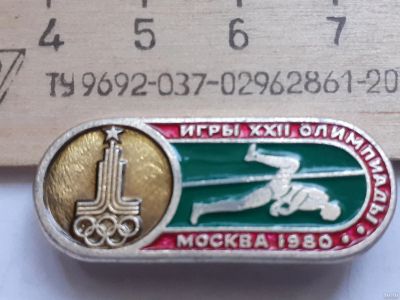 4 5 6 7
ТУ 9692-037-02962861-20
ИГРЫ XXII ОЛИМПИАДЫ
МОСКВА 1980